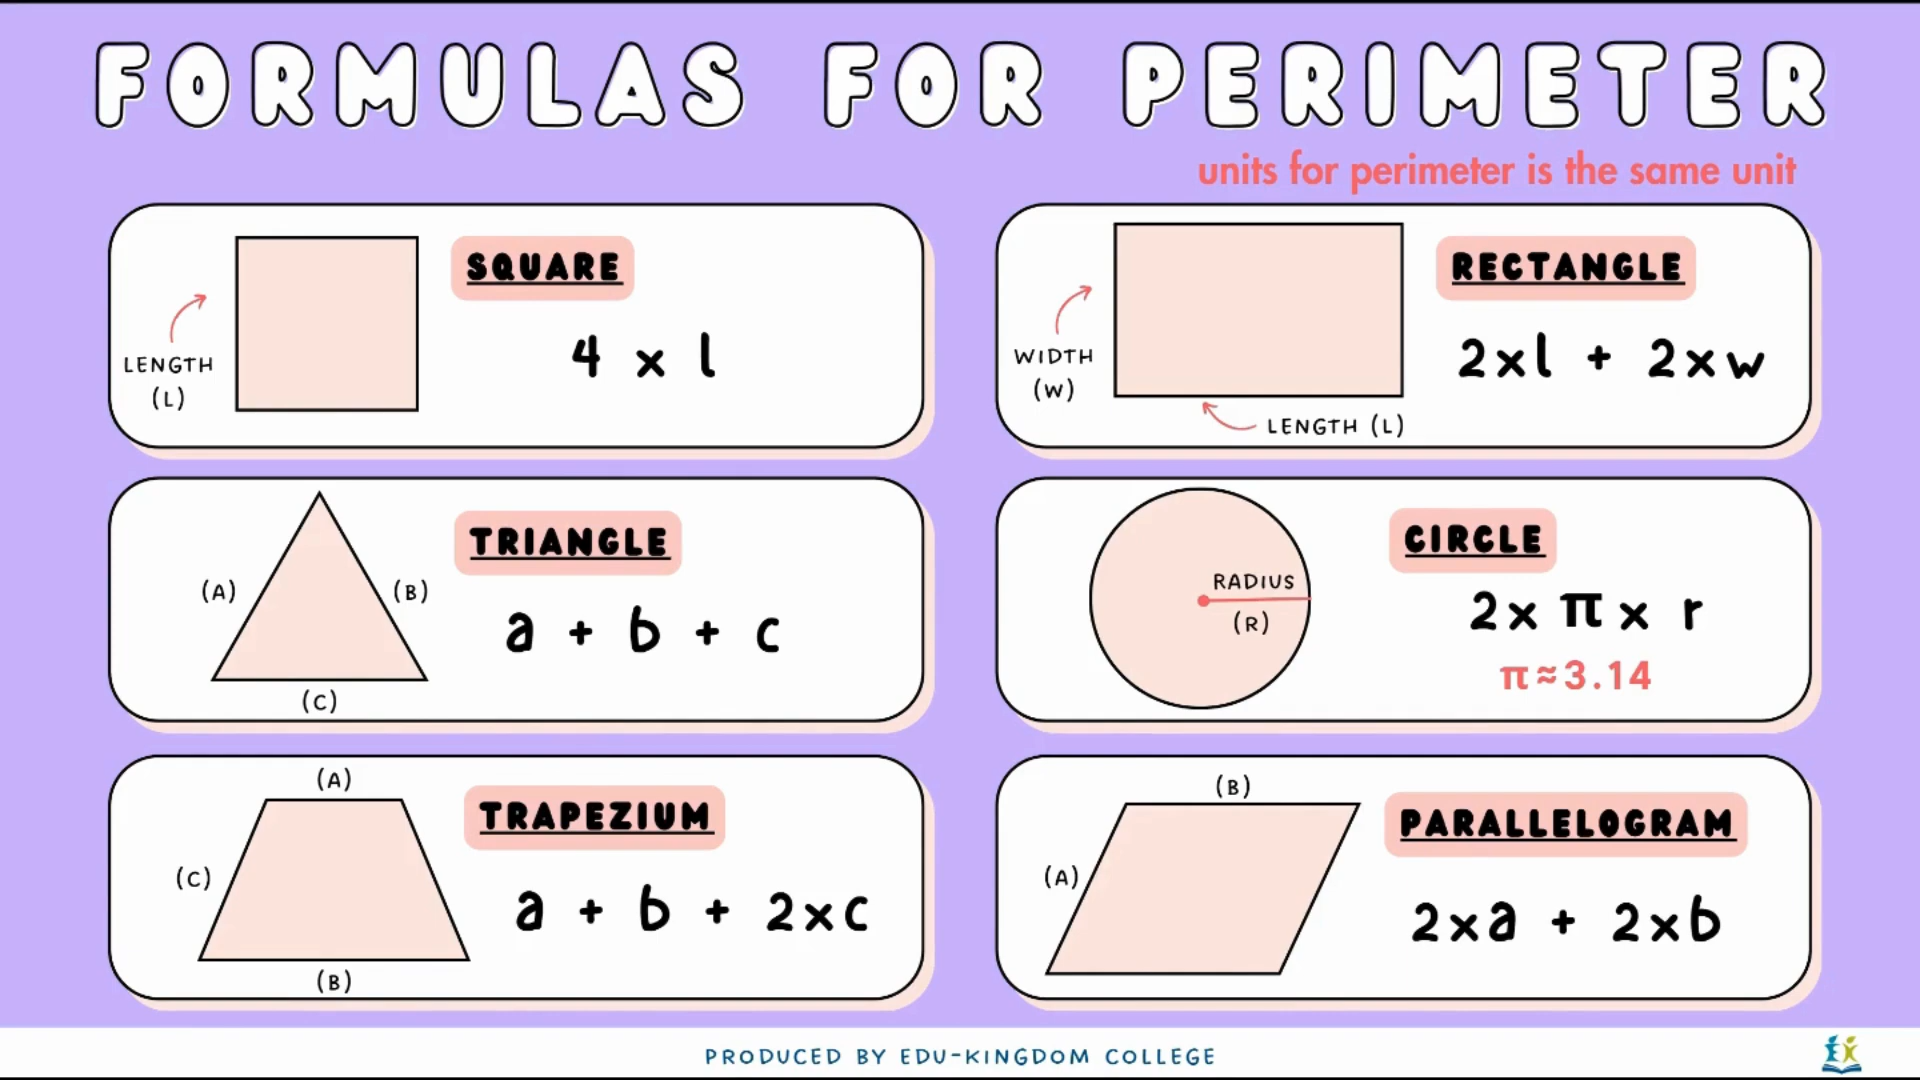 FORMULAS FOR PERIMETER
units for perimeter is the same unit
SQUARE
LENGTH
(L)
4 x l
RECTANGLE
WIDTH
(W)
LENGTH (L)
2xl + 2xw
TRIANGLE
(A)
(B)
(C)
a + b + c
CIRCLE
RADIUS
(R)
2x π x r
π≈3.14
TRAPEZIUM
(A)
(C)
(B)
a + b + 2xc
PARALLELOGRAM
(B)
(A)
2xa + 2xb
PRODUCED BY EDU-KINGDOM COLLEGE